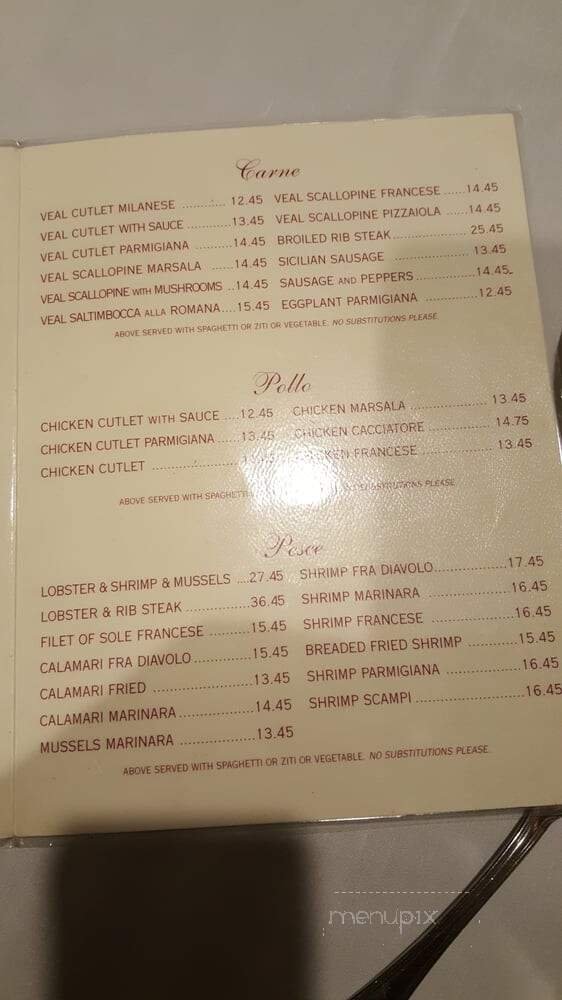 Carne
VEAL CUTLET MILANESE ............ 12.45
VEAL CUTLET WITH SAUCE ........... 13.45
VEAL CUTLET PARMIGIANA .......... 14.45
VEAL SCALLOPINE MARSALA ....... 14.45
VEAL SCALLOPINE WITH MUSHROOMS ... 14.45
VEAL SALTIMBOCCA ALLA ROMANA .... 15.45
VEAL SCALLOPINE FRANCESE ...... 14.45
VEAL SCALLOPINE PIZZAIOLA ...... 14.45
BROILED RIB STEAK .................. 25.45
SICILIAN SAUSAGE .................... 13.45
SAUSAGE AND PEPPERS ............... 14.45
EGGPLANT PARMIGIANA ............. 12.45
ABOVE SERVED WITH SPAGHETTI OR ZITI OR VEGETABLE. NO SUBSTITUTIONS PLEASE.
Pollo
CHICKEN CUTLET WITH SAUCE .... 12.45
CHICKEN CUTLET PARMIGIANA ...... 13.45
CHICKEN CUTLET ......................
CHICKEN MARSALA .................. 13.45
CHICKEN CACCIATORE .............. 14.75
CHICKEN FRANCESE ................. 13.45
ABOVE SERVED WITH SPAGHETTI NO SUBSTITUTIONS PLEASE.
Pesce
LOBSTER & SHRIMP & MUSSELS .... 27.45
LOBSTER & RIB STEAK ................ 36.45
FILET OF SOLE FRANCESE ........... 15.45
CALAMARI FRA DIAVOLO ............. 15.45
CALAMARI FRIED ..................... 13.45
CALAMARI MARINARA ................ 14.45
MUSSELS MARINARA ................. 13.45
SHRIMP FRA DIAVOLO ................ 17.45
SHRIMP MARINARA .................. 16.45
SHRIMP FRANCESE .................. 16.45
BREADED FRIED SHRIMP ............ 15.45
SHRIMP PARMIGIANA ................ 16.45
SHRIMP SCAMPI ...................... 16.45
ABOVE SERVED WITH SPAGHETTI OR ZITI OR VEGETABLE. NO SUBSTITUTIONS PLEASE.
menupix